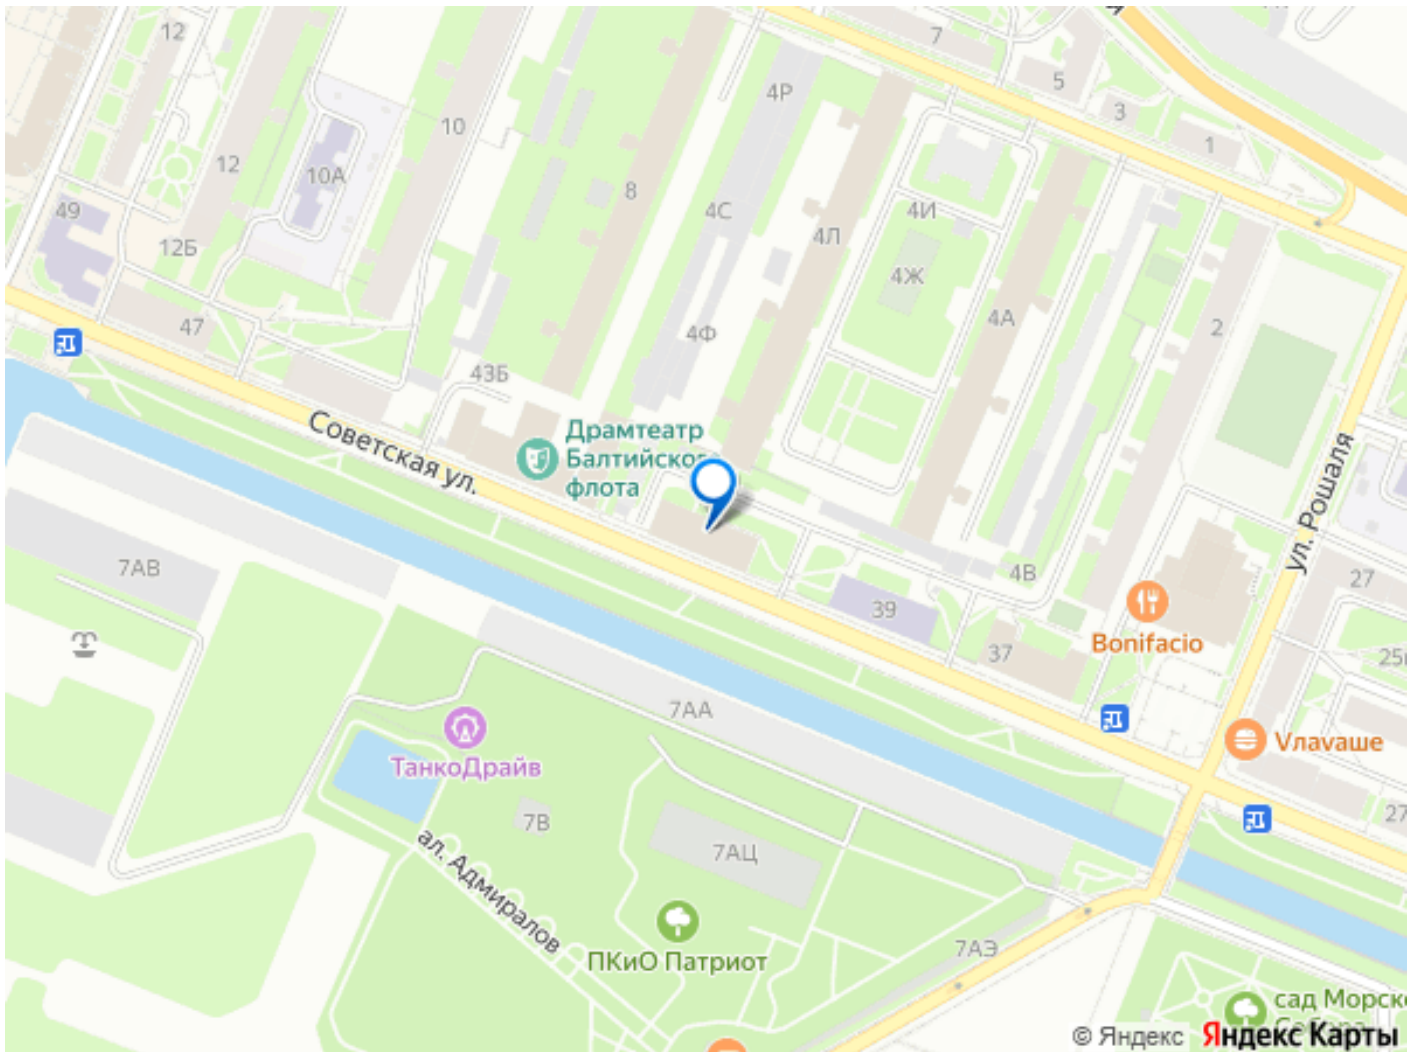 12
7
4Р
5
10
3
12
10А
1
8
49
4С
4И
4Л
12Б
4Ж
47
4А
2
4Ф
43Б
Советская ул.
Драмтеатр
Балтийского
флота
ул. Рошаля
7АВ
4В
27
39
Bonifacio
37
7АА
Vлаvаше
ТанкоДрайв
7В
27
7АЦ
ал. Адмиралов
ПКиО Патриот
7АЭ
сад Морск
© Яндекс
Яндекс Карты